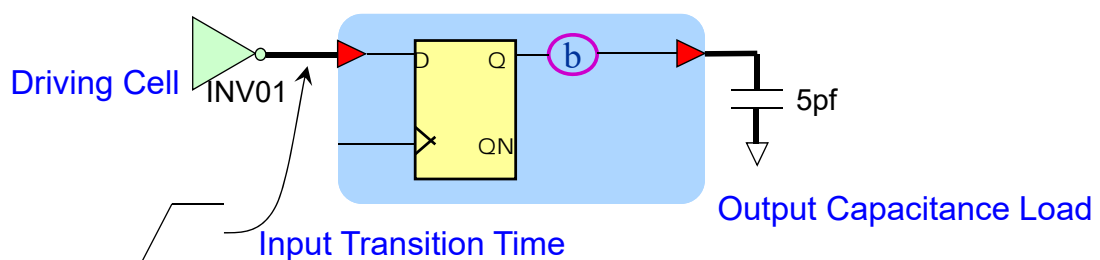 D
Q
b
Driving Cell
INV01
5pf
QN
Output Capacitance Load
Input Transition Time